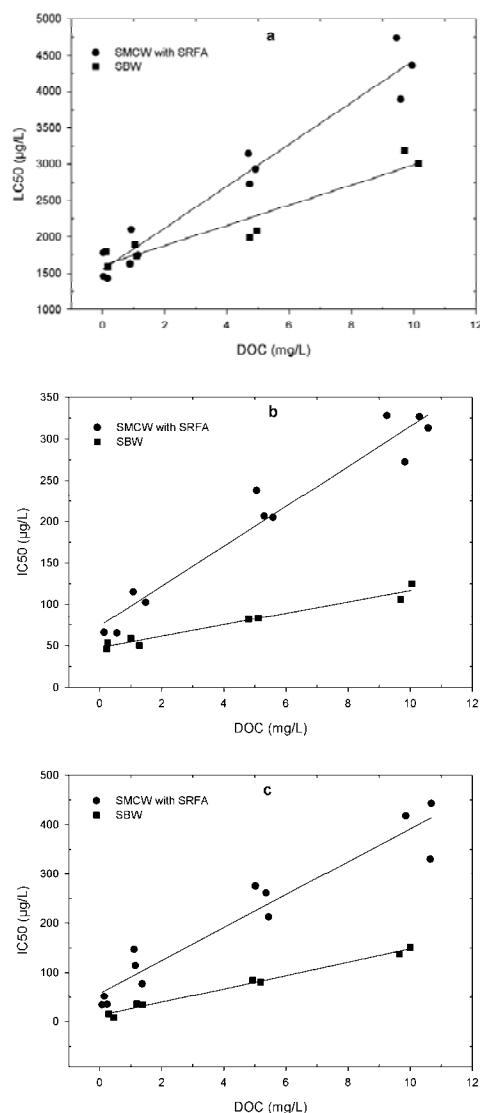 a
SMCW with SRFA
SBW
5000
4500
4000
3500
3000
2500
2000
1500
1000
LC50 (µg/L)
0 2 4 6 8 10 12
DOC (mg/L)
b
SMCW with SRFA
SBW
350
300
250
200
150
100
50
0
IC50 (µg/L)
0 2 4 6 8 10 12
DOC (mg/L)
c
SMCW with SRFA
SBW
500
400
300
200
100
0
IC50 (µg/L)
0 2 4 6 8 10 12
DOC (mg/L)